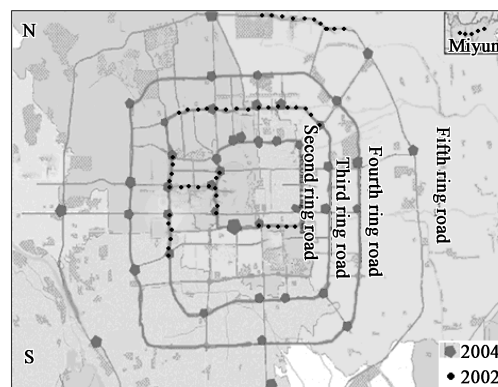 N
Miyun
Second ring road
Third ring road
Fourth ring road
Fifth ring road
S
2004
2002